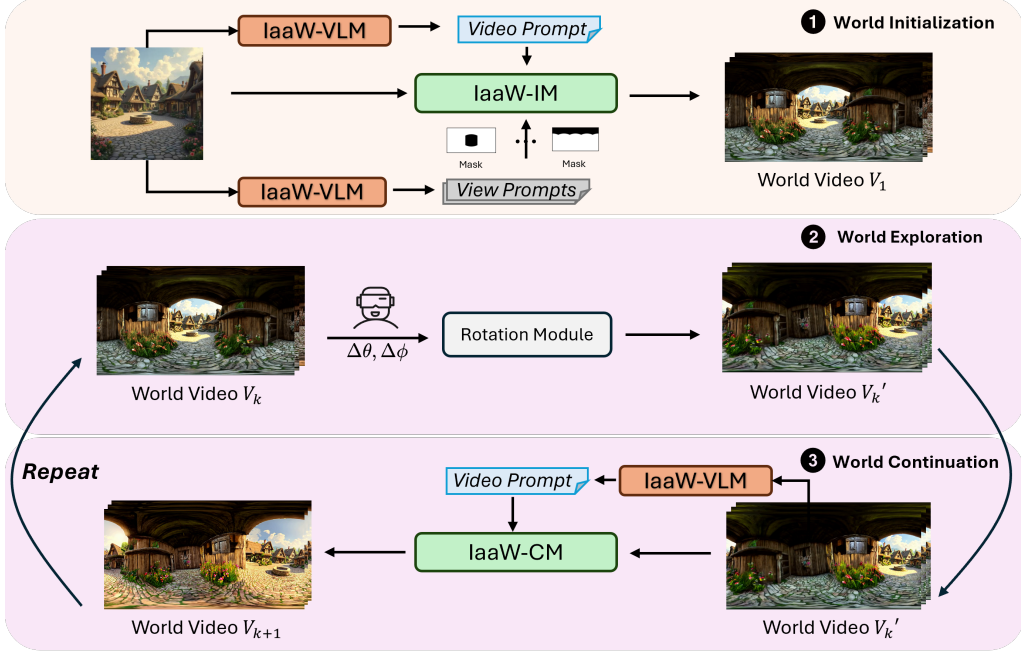 1 World Initialization
IaaW-VLM
Video Prompt
IaaW-IM
Mask
Mask
IaaW-VLM
View Prompts
World Video V₁
2 World Exploration
Δθ, Δϕ
Rotation Module
World Video Vₖ
World Video Vₖ′
3 World Continuation
Repeat
Video Prompt
IaaW-VLM
IaaW-CM
World Video Vₖ₊₁
World Video Vₖ′